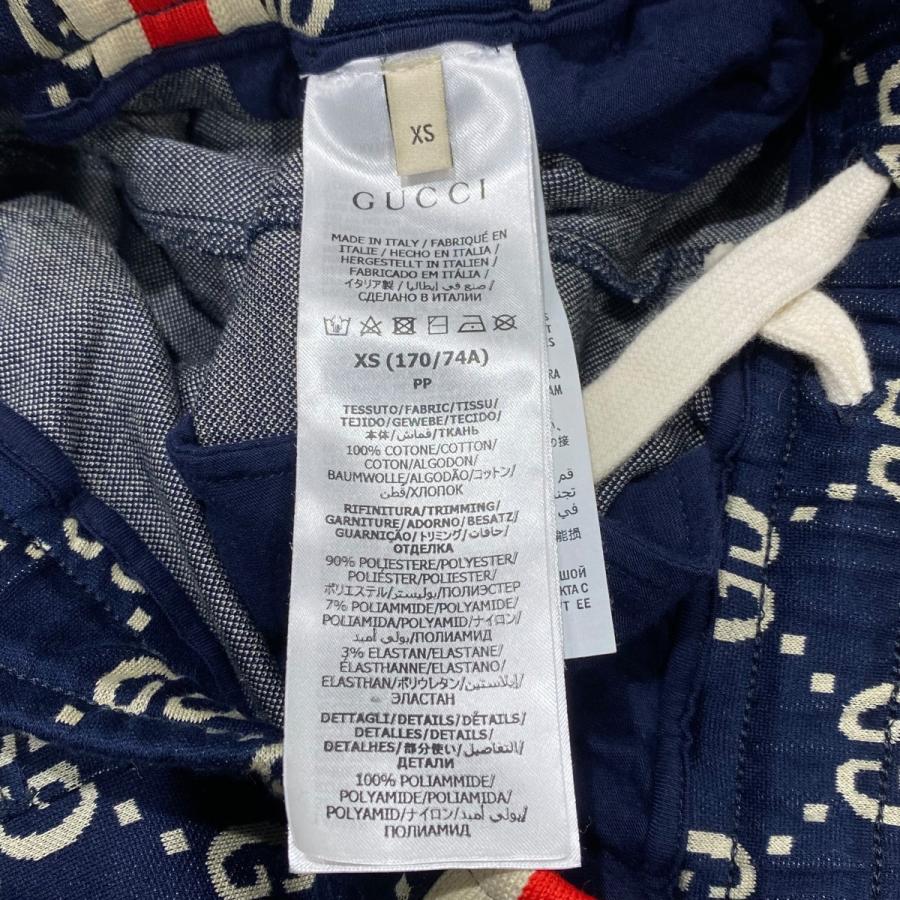 XS
GUCCI
MADE IN ITALY / FABRIQUÉ EN
ITALIE / HECHO EN ITALIA /
HERGESTELLT IN ITALIEN /
FABRICADO EM ITÁLIA /
イタリア製 / صنع في إيطاليا /
СДЕЛАНО В ИТАЛИИ
XS (170/74A)
PP
TESSUTO/FABRIC/TISSU/
TEJIDO/GEWEBE/TECIDO/
本体/قماش/ТКАНЬ
100% COTONE/COTTON/
COTON/ALGODON/
BAUMWOLLE/ALGODÃO/コットン/
قطن/ХЛОПОК
RIFINITURA/TRIMMING/
GARNITURE/ADORNO/BESATZ/
GUARNIÇÃO/トリミング/حافات/
ОТДЕЛКА
90% POLIESTERE/POLYESTER/
POLIÉSTER/POLIESTER/
ポリエステル/بوليستر/ПОЛИЭСТЕР
7% POLIAMMIDE/POLYAMIDE/
POLIAMIDA/POLYAMID/ナイロン/
بولي أميد/ПОЛИАМИД
3% ELASTAN/ELASTANE/
ÉLASTHANNE/ELASTANO/
ELASTHAN/ポリウレタン/إيلاستين/
ЭЛАСТАН
DETTAGLI/DETAILS/DÉTAILS/
DETALLES/DETAILS/
DETALHES/部分使い/التفاصيل/
ДЕТАЛИ
100% POLIAMMIDE/
POLYAMIDE/POLIAMIDA/
POLYAMID/ナイロン/بولي أميد/
ПОЛИАМИД
EE